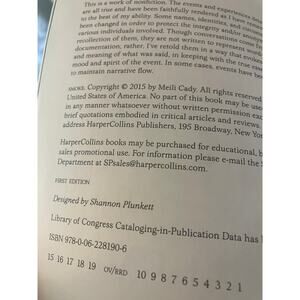 This is a work of nonfiction. The events and experiences deta
are all true and have been faithfully rendered as I have
to the best of my ability. Some names, identities, and
been changed in order to protect the integrity and/or
various individuals involved. Though conversations come f
recollection of them, they are not written to represent
documentation; rather, I've retold them in a way that evokes
and meaning of what was said, in keeping with the true
mood and spirit of the event. In some cases, events have been
to maintain narrative flow.
SMOKE. Copyright © 2015 by Meili Cady. All rights reserved
United States of America. No part of this book may be used
in any manner whatsoever without written permission exc
brief quotations embodied in critical articles and reviews.
address HarperCollins Publishers, 195 Broadway, New York
HarperCollins books may be purchased for educational, b
sales promotional use. For information please e-mail the S
Department at SPsales@harpercollins.com.
FIRST EDITION
Designed by Shannon Plunkett
Library of Congress Cataloging-in-Publication Data has
ISBN 978-0-06-228190-6
15 16 17 18 19 OV/RRD 10 9 8 7 6 5 4 3 2 1